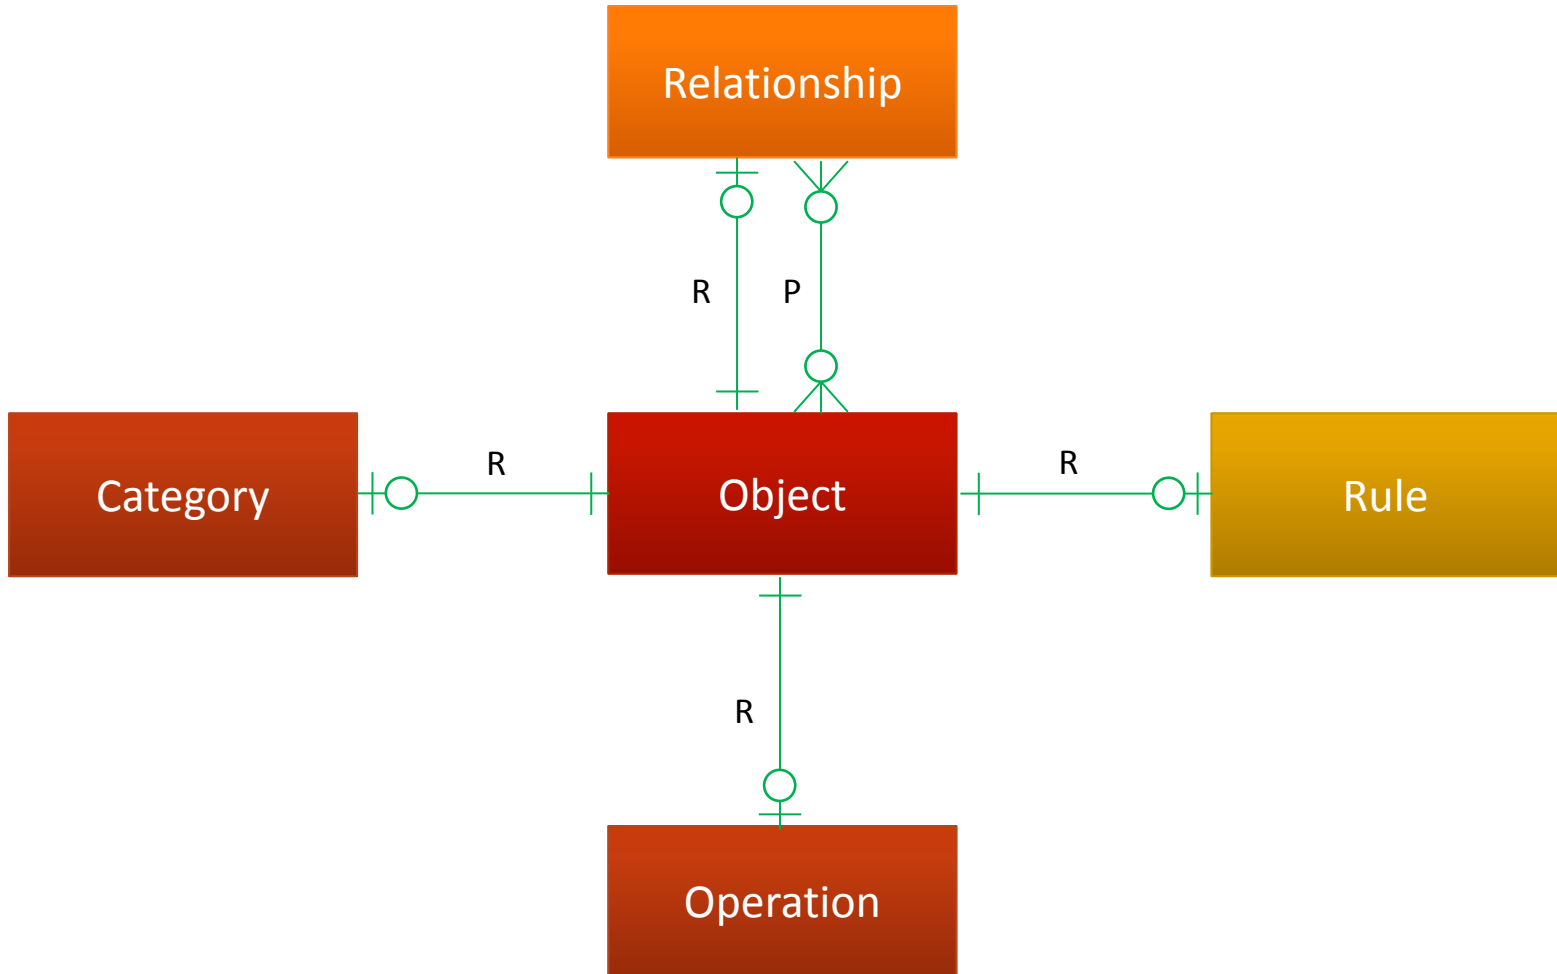 Relationship
R
P
Category
R
Object
R
Rule
R
Operation